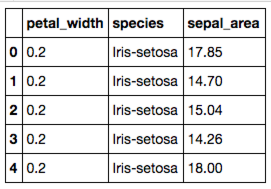 petal_width species sepal_area
0 0.2 Iris-setosa 17.85
1 0.2 Iris-setosa 14.70
2 0.2 Iris-setosa 15.04
3 0.2 Iris-setosa 14.26
4 0.2 Iris-setosa 18.00